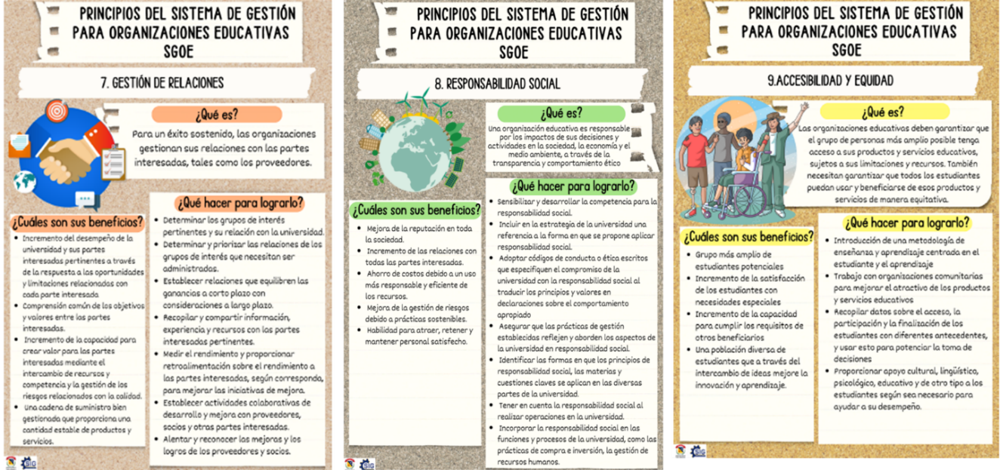 PRINCIPIOS DEL SISTEMA DE GESTIÓN
PARA ORGANIZACIONES EDUCATIVAS
SGOE
7. GESTIÓN DE RELACIONES
¿Qué es?
Para un éxito sostenido, las organizaciones
gestionan sus relaciones con las partes
interesadas, tales como los proveedores.
¿Cuáles son sus beneficios?
• Incremento del desempeño de la
universidad y sus partes
interesadas pertinentes a través
de la respuesta a las oportunidades
y limitaciones relacionadas con
cada parte interesada
• Comprensión común de los objetivos
y valores entre las partes
interesadas.
• Incremento de la capacidad para
crear valor para las partes
interesadas mediante el
intercambio de recursos y
competencia y la gestión de los
riesgos relacionados con la calidad.
• Una cadena de suministro bien
gestionada que proporciona una
cantidad estable de productos y
servicios.
¿Qué hacer para lograrlo?
• Determinar los grupos de interés
pertinentes y su relación con la universidad.
• Determinar y priorizar las relaciones de los
grupos de interés que necesitan ser
administradas.
• Establecer relaciones que equilibren las
ganancias a corto plazo con
consideraciones a largo plazo.
• Recopilar y compartir información,
experiencia y recursos con las partes
interesadas pertinentes.
• Medir el rendimiento y proporcionar
retroalimentación sobre el rendimiento a
las partes interesadas, según corresponda,
para mejorar las iniciativas de mejora.
• Establecer actividades colaborativas de
desarrollo y mejora con proveedores,
socios y otras partes interesadas.
• Alentar y reconocer las mejoras y los
logros de los proveedores y socios.
SIG
PRINCIPIOS DEL SISTEMA DE GESTIÓN
PARA ORGANIZACIONES EDUCATIVAS
SGOE
8. RESPONSABILIDAD SOCIAL
¿Qué es?
Una organización educativa es responsable
por los impactos de sus decisiones y
actividades en la sociedad, la economía y el
medio ambiente, a través de la
transparencia y comportamiento ético
¿Cuáles son sus beneficios?
• Mejora de la reputación en toda
la sociedad.
• Incremento de las relaciones con
todas las partes interesadas.
• Ahorro de costos debido a un uso
más responsable y eficiente de
los recursos.
• Mejora de la gestión de riesgos
debido a prácticas sostenibles.
• Habilidad para atraer, retener y
mantener personal satisfecho.
¿Qué hacer para lograrlo?
• Sensibilizar y desarrollar la competencia para la
responsabilidad social.
• Incluir en la estrategia de la universidad una
referencia a la forma en que se propone aplicar
responsabilidad social.
• Adoptar códigos de conducta o ética escritos
que especifiquen el compromiso de la
universidad con la responsabilidad social al
traducir los principios y valores en
declaraciones sobre el comportamiento
apropiado
• Asegurar que las prácticas de gestión
establecidas reflejen y aborden los aspectos de
la universidad en responsabilidad social.
• Identificar las formas en que los principios de
responsabilidad social, las materias y
cuestiones claves se aplican en las diversas
partes de la universidad.
• Tener en cuenta la responsabilidad social al
realizar operaciones en la universidad.
• Incorporar la responsabilidad social en las
funciones y procesos de la universidad, como las
prácticas de compra e inversión, la gestión de
recursos humanos.
SIG
PRINCIPIOS DEL SISTEMA DE GESTIÓN
PARA ORGANIZACIONES EDUCATIVAS
SGOE
9.ACCESIBILIDAD Y EQUIDAD
¿Qué es?
Las organizaciones educativas deben garantizar que
el grupo de personas más amplio posible tenga
acceso a sus productos y servicios educativos,
sujetos a sus limitaciones y recursos. También
necesitan garantizar que todos los estudiantes
puedan usar y beneficiarse de esos productos y
servicios de manera equitativa.
¿Cuáles son sus beneficios?
• Grupo más amplio de
estudiantes potenciales
• Incremento de la satisfacción
de los estudiantes con
necesidades especiales
• Incremento de la capacidad
para cumplir los requisitos de
otros beneficiarios
• Una población diversa de
estudiantes que a través del
intercambio de ideas mejore la
innovación y aprendizaje.
¿Qué hacer para lograrlo?
• Introducción de una metodología de
enseñanza y aprendizaje centrada en el
estudiante y el aprendizaje
• Trabajo con organizaciones comunitarias
para mejorar el atractivo de los productos
y servicios educativos
• Recopilar datos sobre el acceso, la
participación y la finalización de los
estudiantes con diferentes antecedentes,
y usar esto para potenciar la toma de
decisiones
• Proporcionar apoyo cultural, lingüística,
psicológico, educativo y de otro tipo a los
estudiantes según sea necesario para
ayudar a su desempeño.
SIG